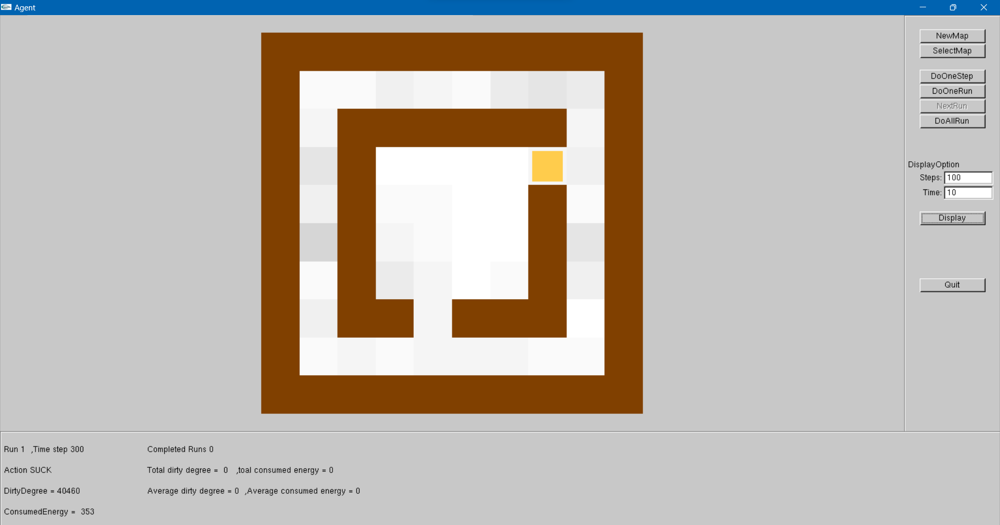 Agent
NewMap
SelectMap
DoOneStep
DoOneRun
NextRun
DoAllRun
DisplayOption
Steps: 100
Time: 10
Display
Quit
Run 1 ,Time step 300
Completed Runs 0
Action SUCK
Total dirty degree = 0 ,toal consumed energy = 0
DirtyDegree = 40460
Average dirty degree = 0 ,Average consumed energy = 0
ConsumedEnergy = 353